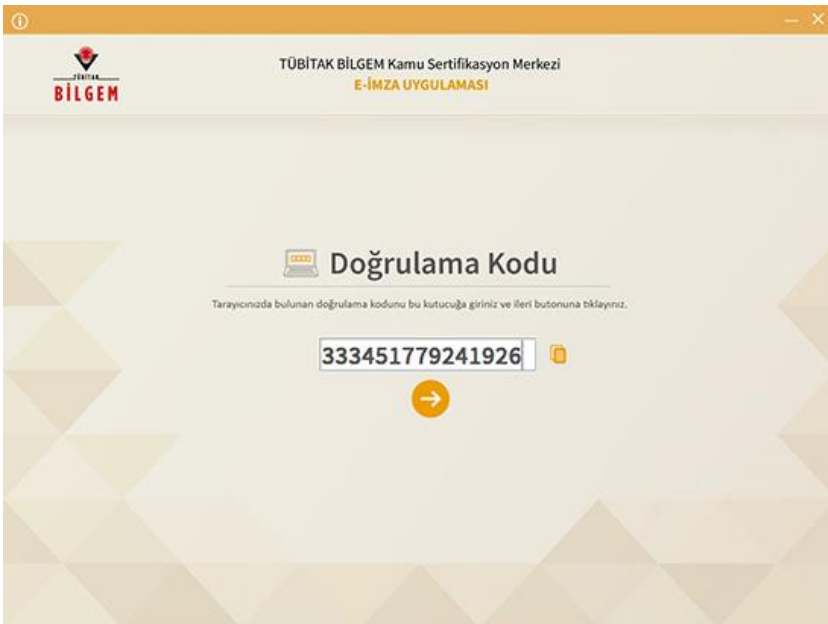 TÜBİTAK
BİLGEM
TÜBİTAK BİLGEM Kamu Sertifikasyon Merkezi
E-İMZA UYGULAMASI
Doğrulama Kodu
Tarayıcınızda bulunan doğrulama kodunu bu kutucuğa giriniz ve ileri butonuna tıklayınız.
333451779241926